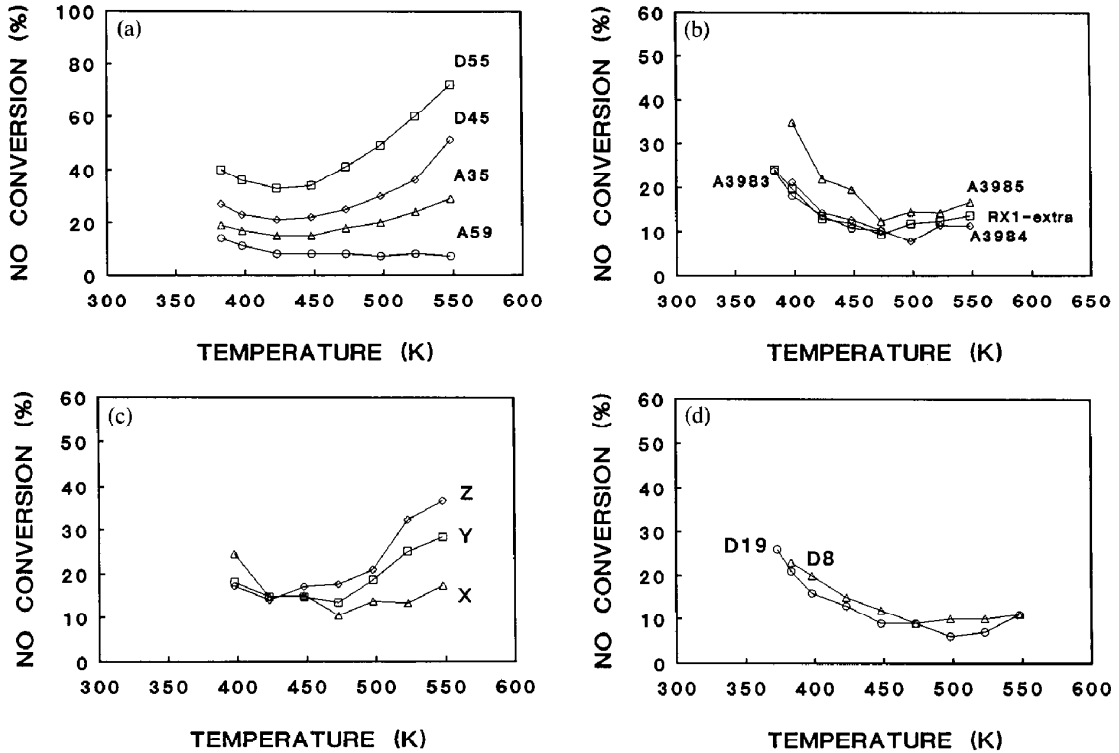 (a)
NO CONVERSION (%)
100
80
60
40
20
0
D55
D45
A35
A59
300 350 400 450 500 550 600
TEMPERATURE (K)
(b)
NO CONVERSION (%)
60
50
40
30
20
10
0
A3983
A3985
RX1-extra
A3984
300 350 400 450 500 550 600 650
TEMPERATURE (K)
(c)
NO CONVERSION (%)
60
50
40
30
20
10
0
Z
Y
X
300 350 400 450 500 550 600
TEMPERATURE (K)
(d)
NO CONVERSION (%)
60
50
40
30
20
10
0
D19
D8
300 350 400 450 500 550 600
TEMPERATURE (K)